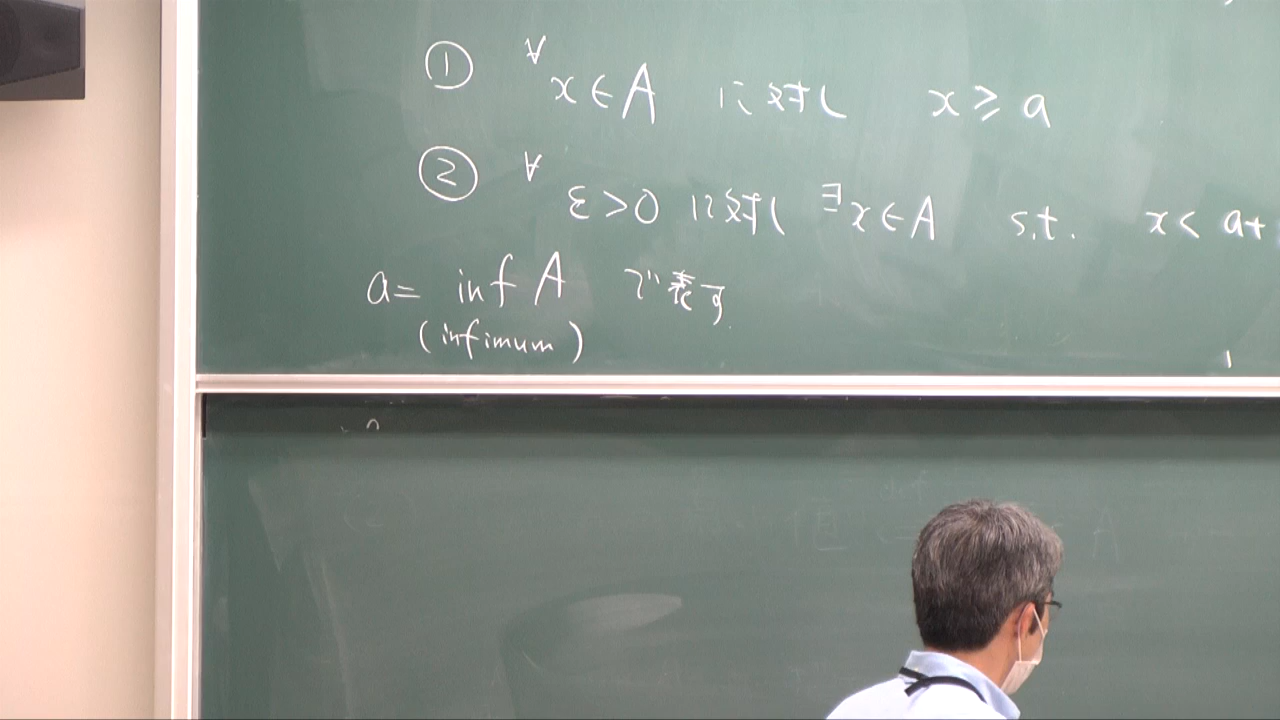 ① ∀x∈A に対し x≧a
② ∀ε>0 に対し ∃x∈A s.t. x< a+
a= inf A で表す.
(infimum)